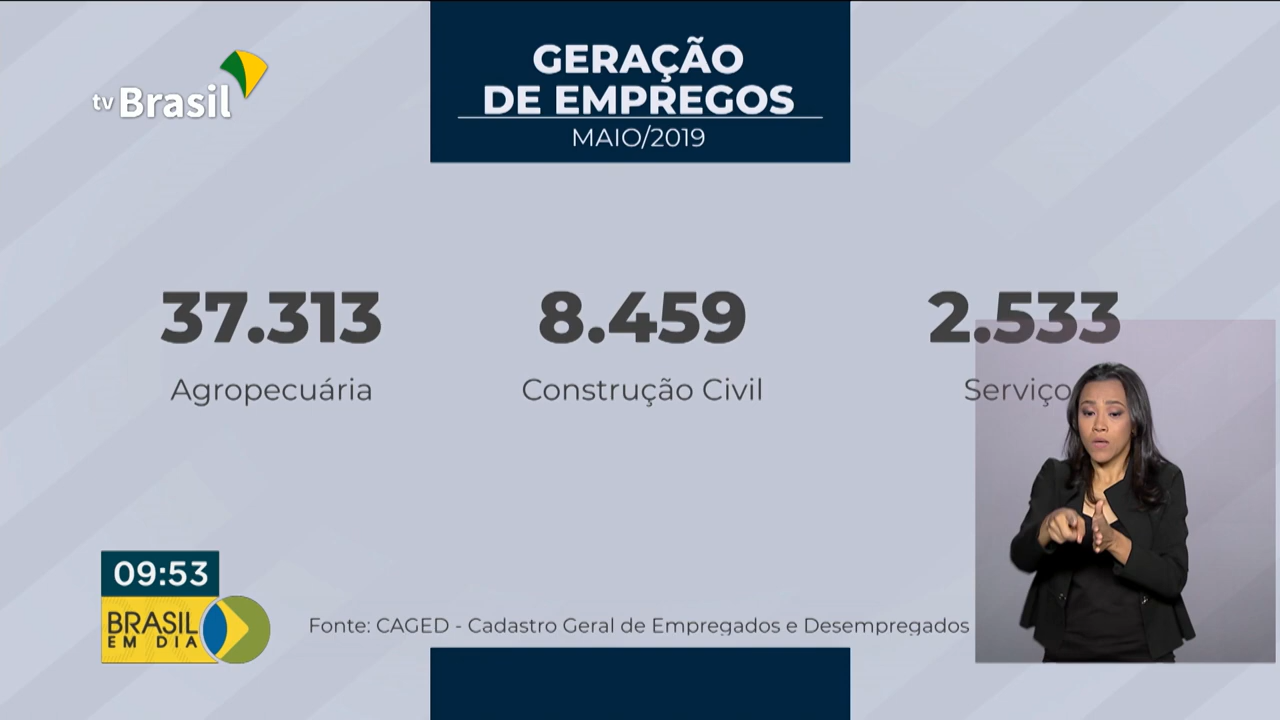 tv Brasil
GERAÇÃO
DE EMPREGOS
MAIO/2019
37.313
8.459
2.533
Agropecuária
Construção Civil
Serviço
09:53
BRASIL
EM DIA
Fonte: CAGED - Cadastro Geral de Empregados e Desempregados